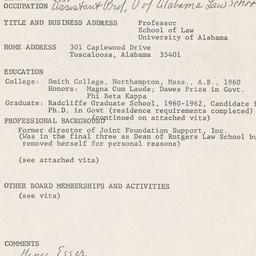 OCCUPATION Assistant Prof, U of Alabama Law School
TITLE AND BUSINESS ADDRESS Professor
School of Law
University of Alabama
HOME ADDRESS 301 Caplewood Drive
Tuscaloosa, Alabama 35401
EDUCATION
College: Smith College, Northampton, Mass., A.B., 1960
Honors: Magna Cum Laude; Dawes Prize in Govt.
Phi Beta Kappa
Graduate: Radcliffe Graduate School, 1960-1962, Candidate f
Ph.D. in Govt (residence requirements completed)
(continued on attached vita)
PROFESSIONAL BACKGROUND
Former director of Joint Foundation Support, Inc.
(Was in the final three as Dean of Rutgers Law School bu
removed herself for personal reasons)
(see attached vita)
OTHER BOARD MEMBERSHIPS AND ACTIVITIES
(see vita)
COMMENTS
Esser